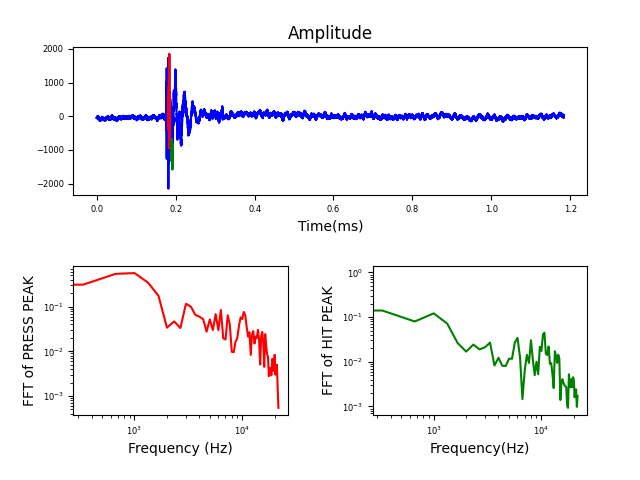 Amplitude
2000
1000
0
−1000
−2000
0.0 0.2 0.4 0.6 0.8 1.0 1.2
Time(ms)
FFT of PRESS PEAK
10⁻¹
10⁻²
10⁻³
10³ 10⁴
Frequency (Hz)
FFT of HIT PEAK
10⁰
10⁻¹
10⁻²
10⁻³
10³ 10⁴
Frequency(Hz)